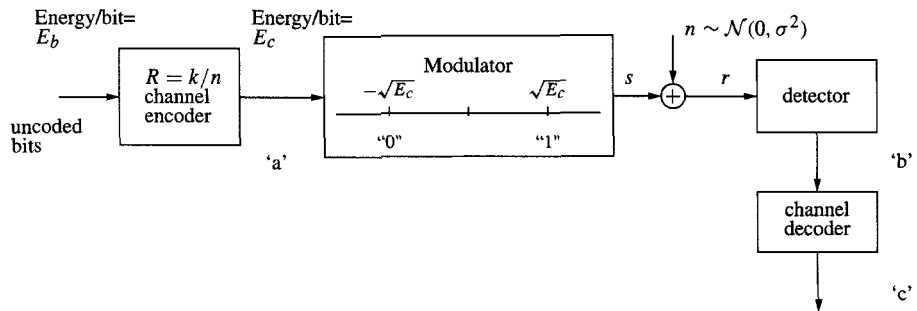 Energy/bit=
E_b
Energy/bit=
E_c
n ∼ 𝒩(0, σ²)
R = k/n
channel
encoder
Modulator
−√E_c
√E_c
“0”
“1”
s
r
detector
uncoded
bits
‘a’
‘b’
channel
decoder
‘c’